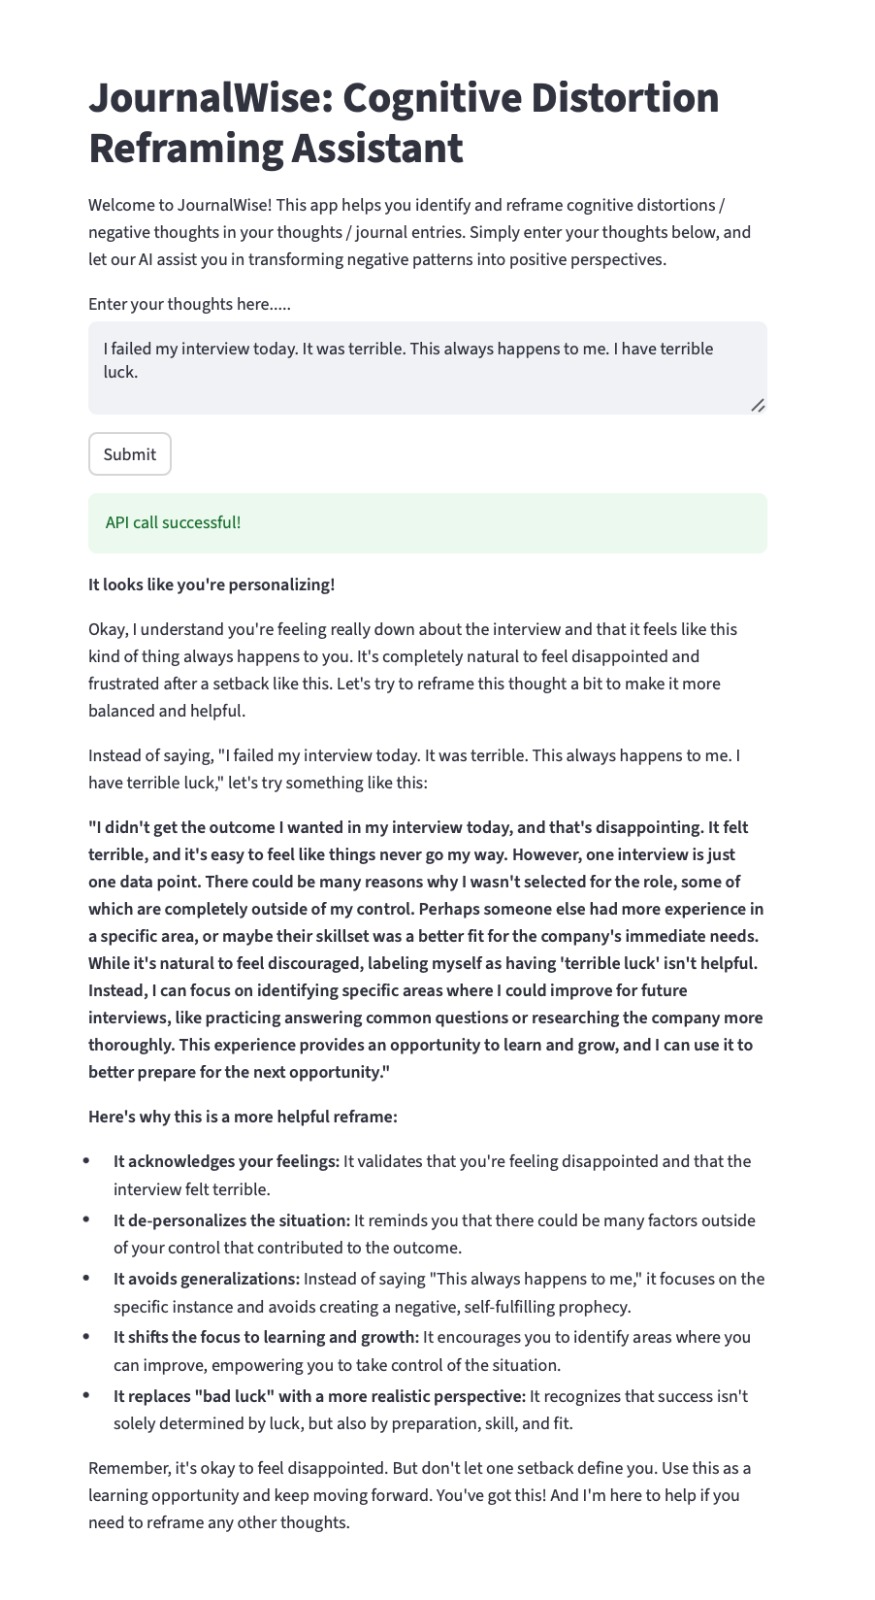 JournalWise: Cognitive Distortion
Reframing Assistant
Welcome to JournalWise! This app helps you identify and reframe cognitive distortions /
negative thoughts in your thoughts / journal entries. Simply enter your thoughts below, and
let our AI assist you in transforming negative patterns into positive perspectives.
Enter your thoughts here.....
I failed my interview today. It was terrible. This always happens to me. I have terrible
luck.
Submit
API call successful!
It looks like you're personalizing!
Okay, I understand you're feeling really down about the interview and that it feels like this
kind of thing always happens to you. It's completely natural to feel disappointed and
frustrated after a setback like this. Let's try to reframe this thought a bit to make it more
balanced and helpful.
Instead of saying, "I failed my interview today. It was terrible. This always happens to me. I
have terrible luck," let's try something like this:
"I didn't get the outcome I wanted in my interview today, and that's disappointing. It felt
terrible, and it's easy to feel like things never go my way. However, one interview is just
one data point. There could be many reasons why I wasn't selected for the role, some of
which are completely outside of my control. Perhaps someone else had more experience in
a specific area, or maybe their skillset was a better fit for the company's immediate needs.
While it's natural to feel discouraged, labeling myself as having 'terrible luck' isn't helpful.
Instead, I can focus on identifying specific areas where I could improve for future
interviews, like practicing answering common questions or researching the company more
thoroughly. This experience provides an opportunity to learn and grow, and I can use it to
better prepare for the next opportunity."
Here's why this is a more helpful reframe:
• It acknowledges your feelings: It validates that you're feeling disappointed and that the
interview felt terrible.
• It de-personalizes the situation: It reminds you that there could be many factors outside
of your control that contributed to the outcome.
• It avoids generalizations: Instead of saying "This always happens to me," it focuses on the
specific instance and avoids creating a negative, self-fulfilling prophecy.
• It shifts the focus to learning and growth: It encourages you to identify areas where you
can improve, empowering you to take control of the situation.
• It replaces "bad luck" with a more realistic perspective: It recognizes that success isn't
solely determined by luck, but also by preparation, skill, and fit.
Remember, it's okay to feel disappointed. But don't let one setback define you. Use this as a
learning opportunity and keep moving forward. You've got this! And I'm here to help if you
need to reframe any other thoughts.